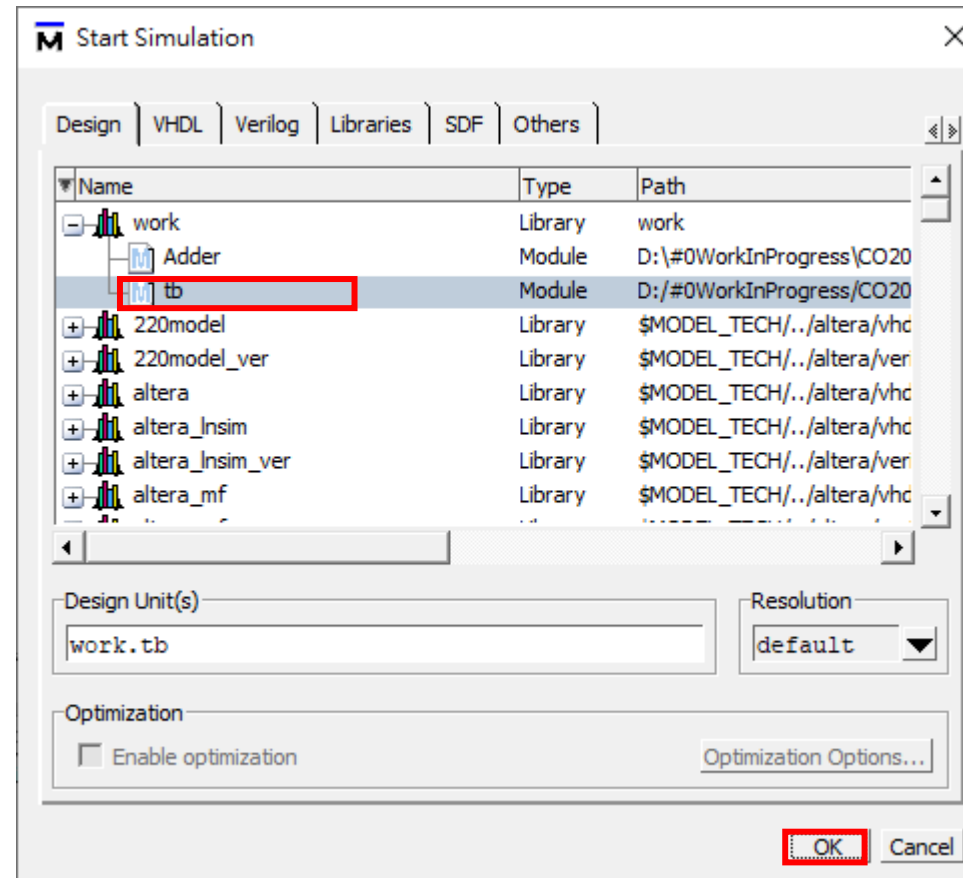 Start Simulation
Design VHDL Verilog Libraries SDF Others
Name Type Path
work Library work
Adder Module D:\#0WorkInProgress\CO20
tb Module D:/#0WorkInProgress/CO20
220model Library $MODEL_TECH/../altera/vhd
220model_ver Library $MODEL_TECH/../altera/veri
altera Library $MODEL_TECH/../altera/vhd
altera_lnsim Library $MODEL_TECH/../altera/vhd
altera_lnsim_ver Library $MODEL_TECH/../altera/veri
altera_mf Library $MODEL_TECH/../altera/vhd
Design Unit(s) Resolution
work.tb default
Optimization
Enable optimization Optimization Options...
OK Cancel